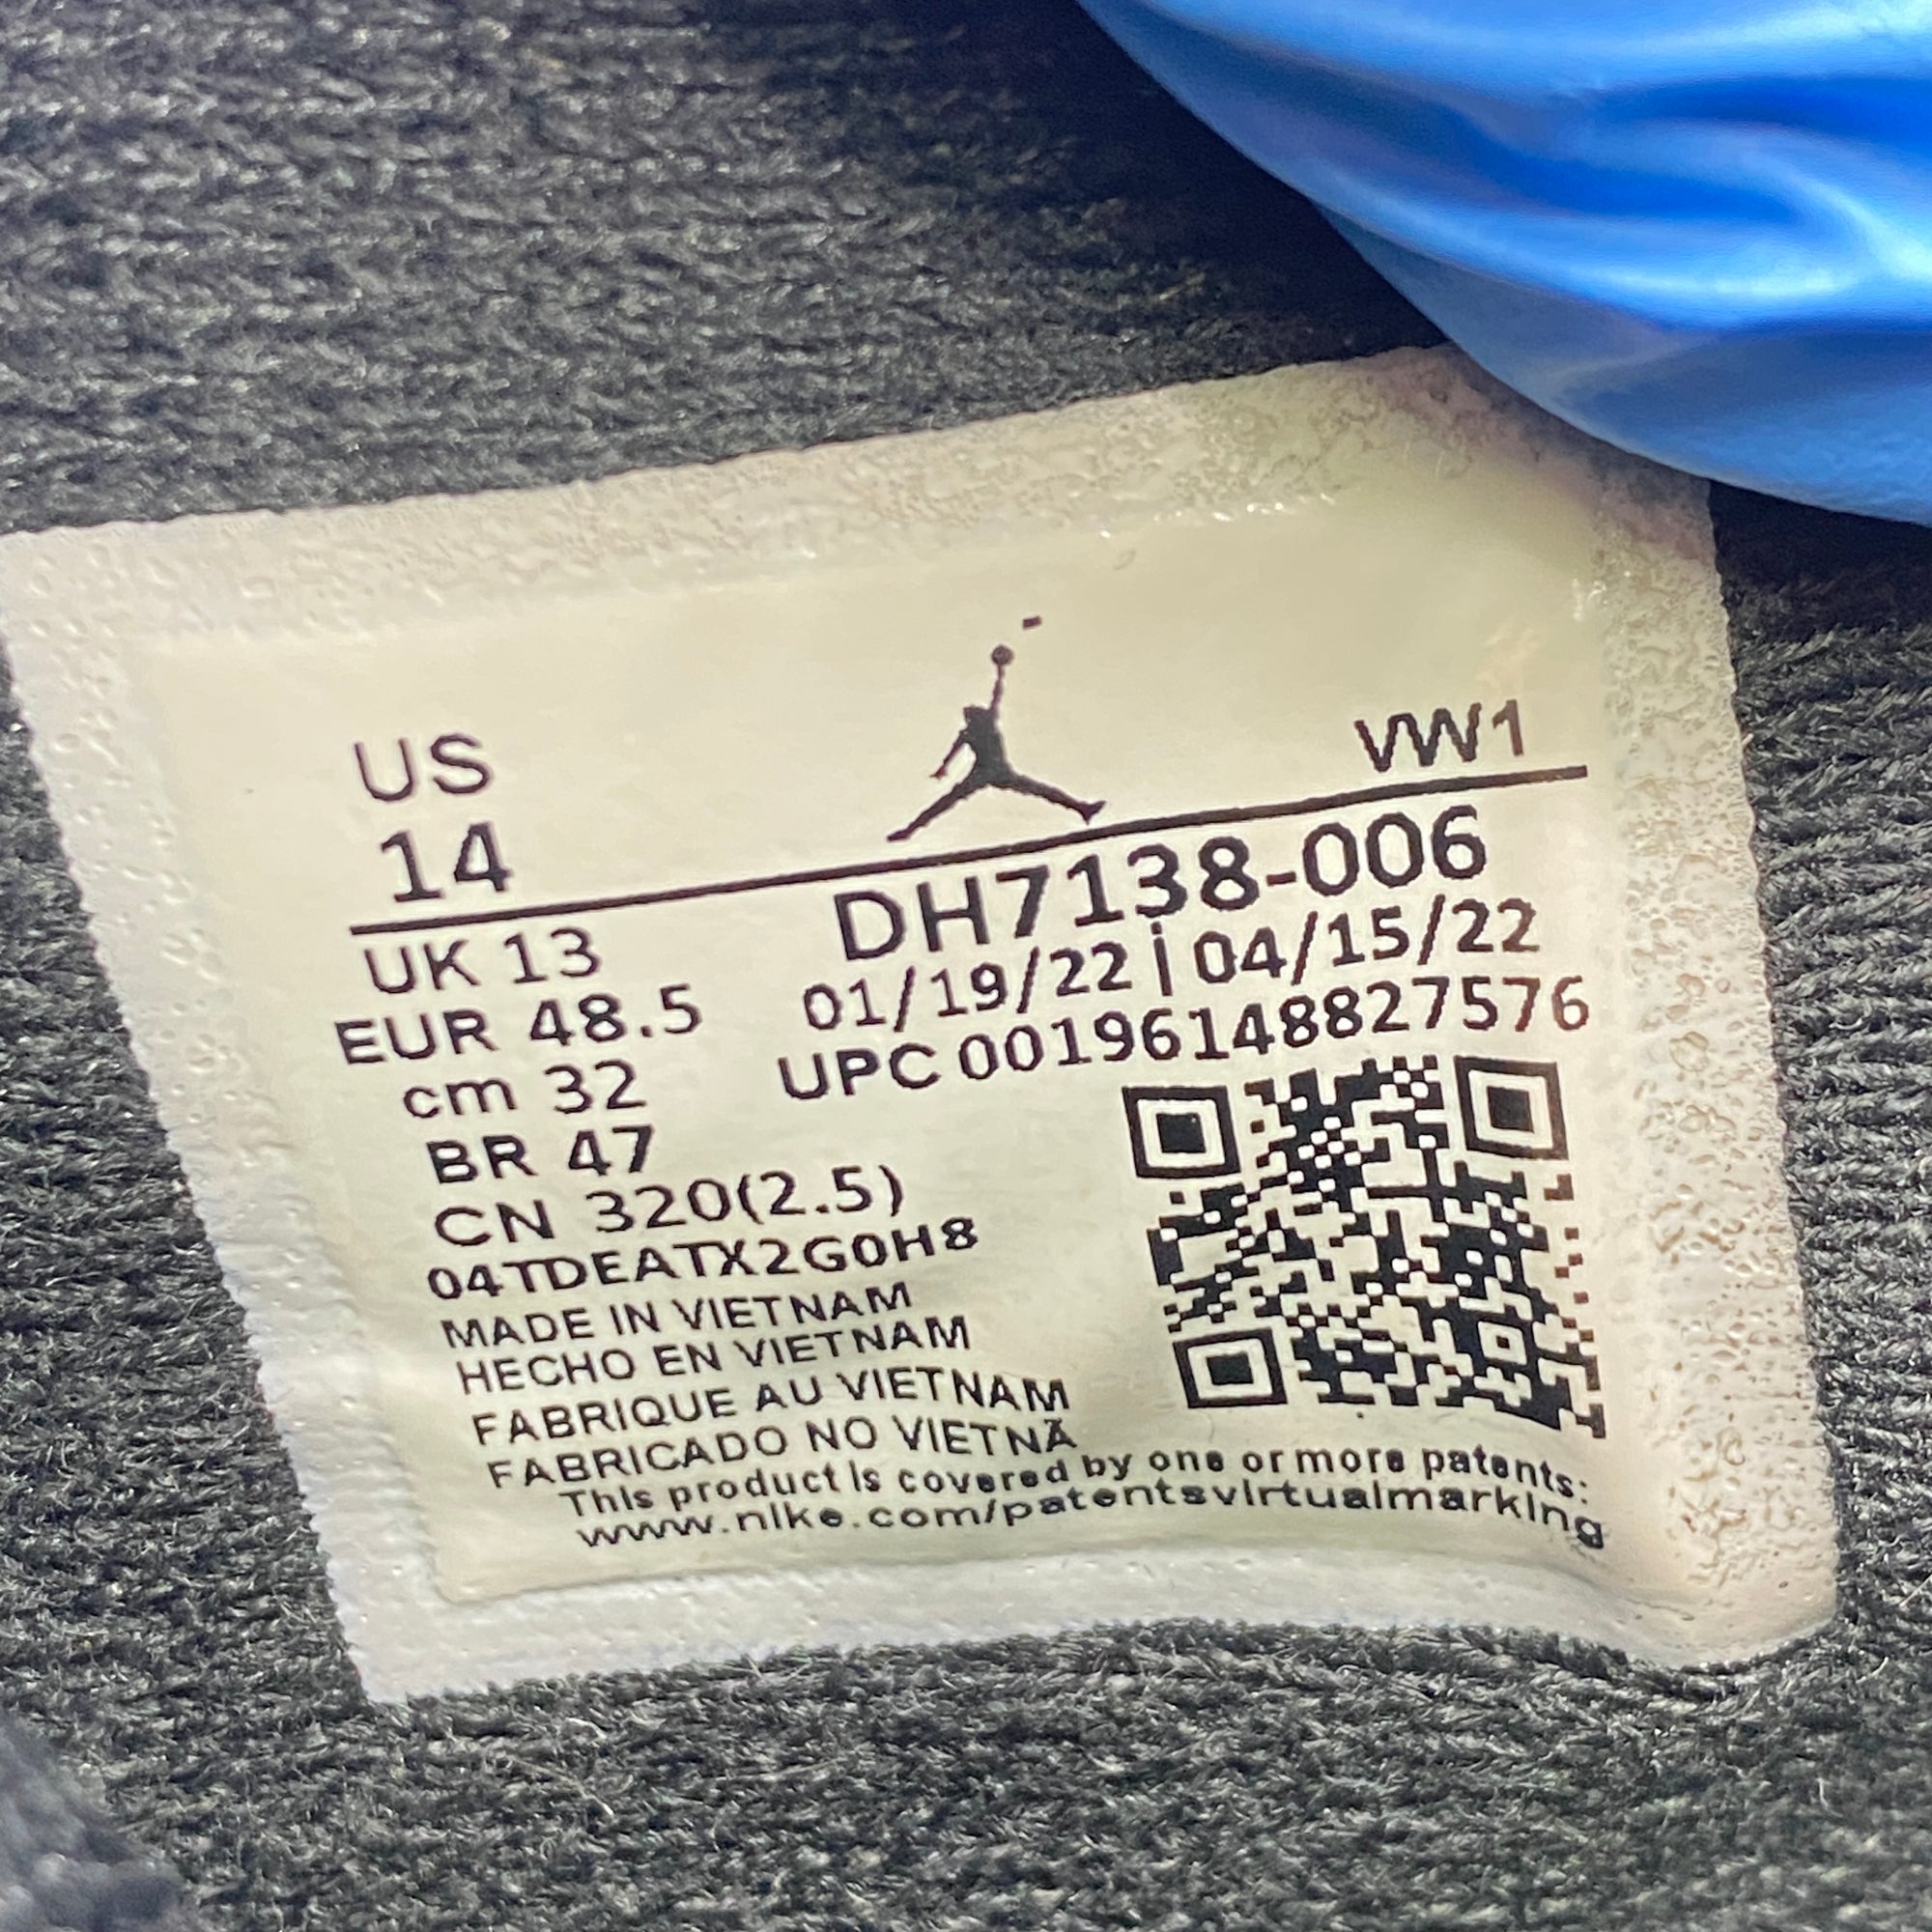 US
14
VW1
DH7138-006
01/19/22 | 04/15/22
UPC 00196148827576
UK 13
EUR 48.5
cm 32
BR 47
CN 320(2.5)
04TDEATX2G0H8
MADE IN VIETNAM
HECHO EN VIETNAM
FABRIQUE AU VIETNAM
FABRICADO NO VIETNÃ
This product is covered by one or more patents:
www.nike.com/patentsvirtualmarking